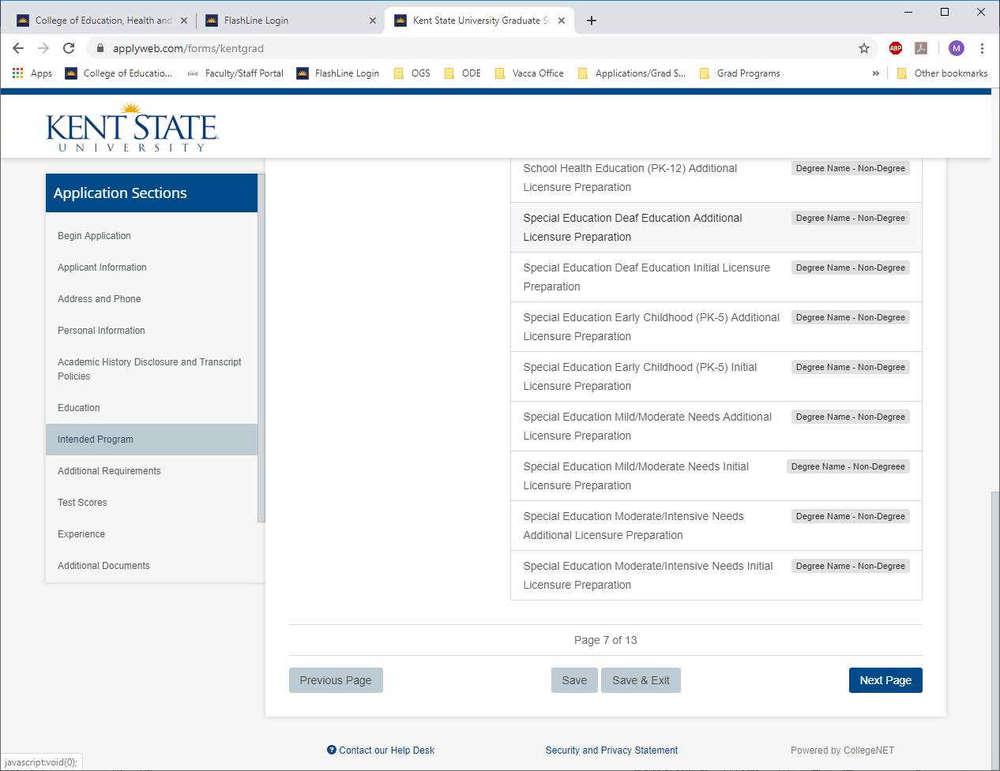 College of Education, Health and
FlashLine Login
Kent State University Graduate Sc
applyweb.com/forms/kentgrad
ABP
M
Apps
College of Educatio...
EHHS
Faculty/Staff Portal
FlashLine Login
OGS
ODE
Vacca Office
Applications/Grad S...
Grad Programs
»
Other bookmarks
KENT STATE
UNIVERSITY
Application Sections
Begin Application
Applicant Information
Address and Phone
Personal Information
Academic History Disclosure and Transcript
Policies
Education
Intended Program
Additional Requirements
Test Scores
Experience
Additional Documents
School Health Education (PK-12) Additional
Licensure Preparation
Degree Name - Non-Degree
Special Education Deaf Education Additional
Licensure Preparation
Degree Name - Non-Degree
Special Education Deaf Education Initial Licensure
Preparation
Degree Name - Non-Degree
Special Education Early Childhood (PK-5) Additional
Licensure Preparation
Degree Name - Non-Degree
Special Education Early Childhood (PK-5) Initial
Licensure Preparation
Degree Name - Non-Degree
Special Education Mild/Moderate Needs Additional
Licensure Preparation
Degree Name - Non-Degree
Special Education Mild/Moderate Needs Initial
Licensure Preparation
Degree Name - Non-Degreee
Special Education Moderate/Intensive Needs
Additional Licensure Preparation
Degree Name - Non-Degree
Special Education Moderate/Intensive Needs Initial
Licensure Preparation
Degree Name - Non-Degree
Page 7 of 13
Previous Page
Save
Save & Exit
Next Page
Contact our Help Desk
Security and Privacy Statement
Powered by CollegeNET
javascript:void(0);